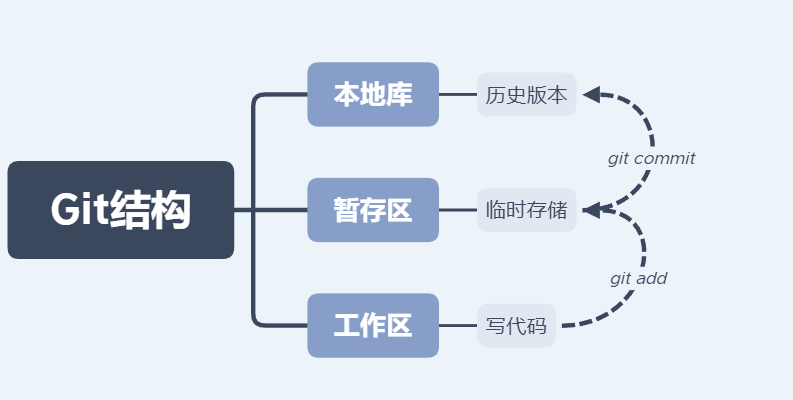 Git结构
本地库
历史版本
git commit
暂存区
临时存储
git add
工作区
写代码